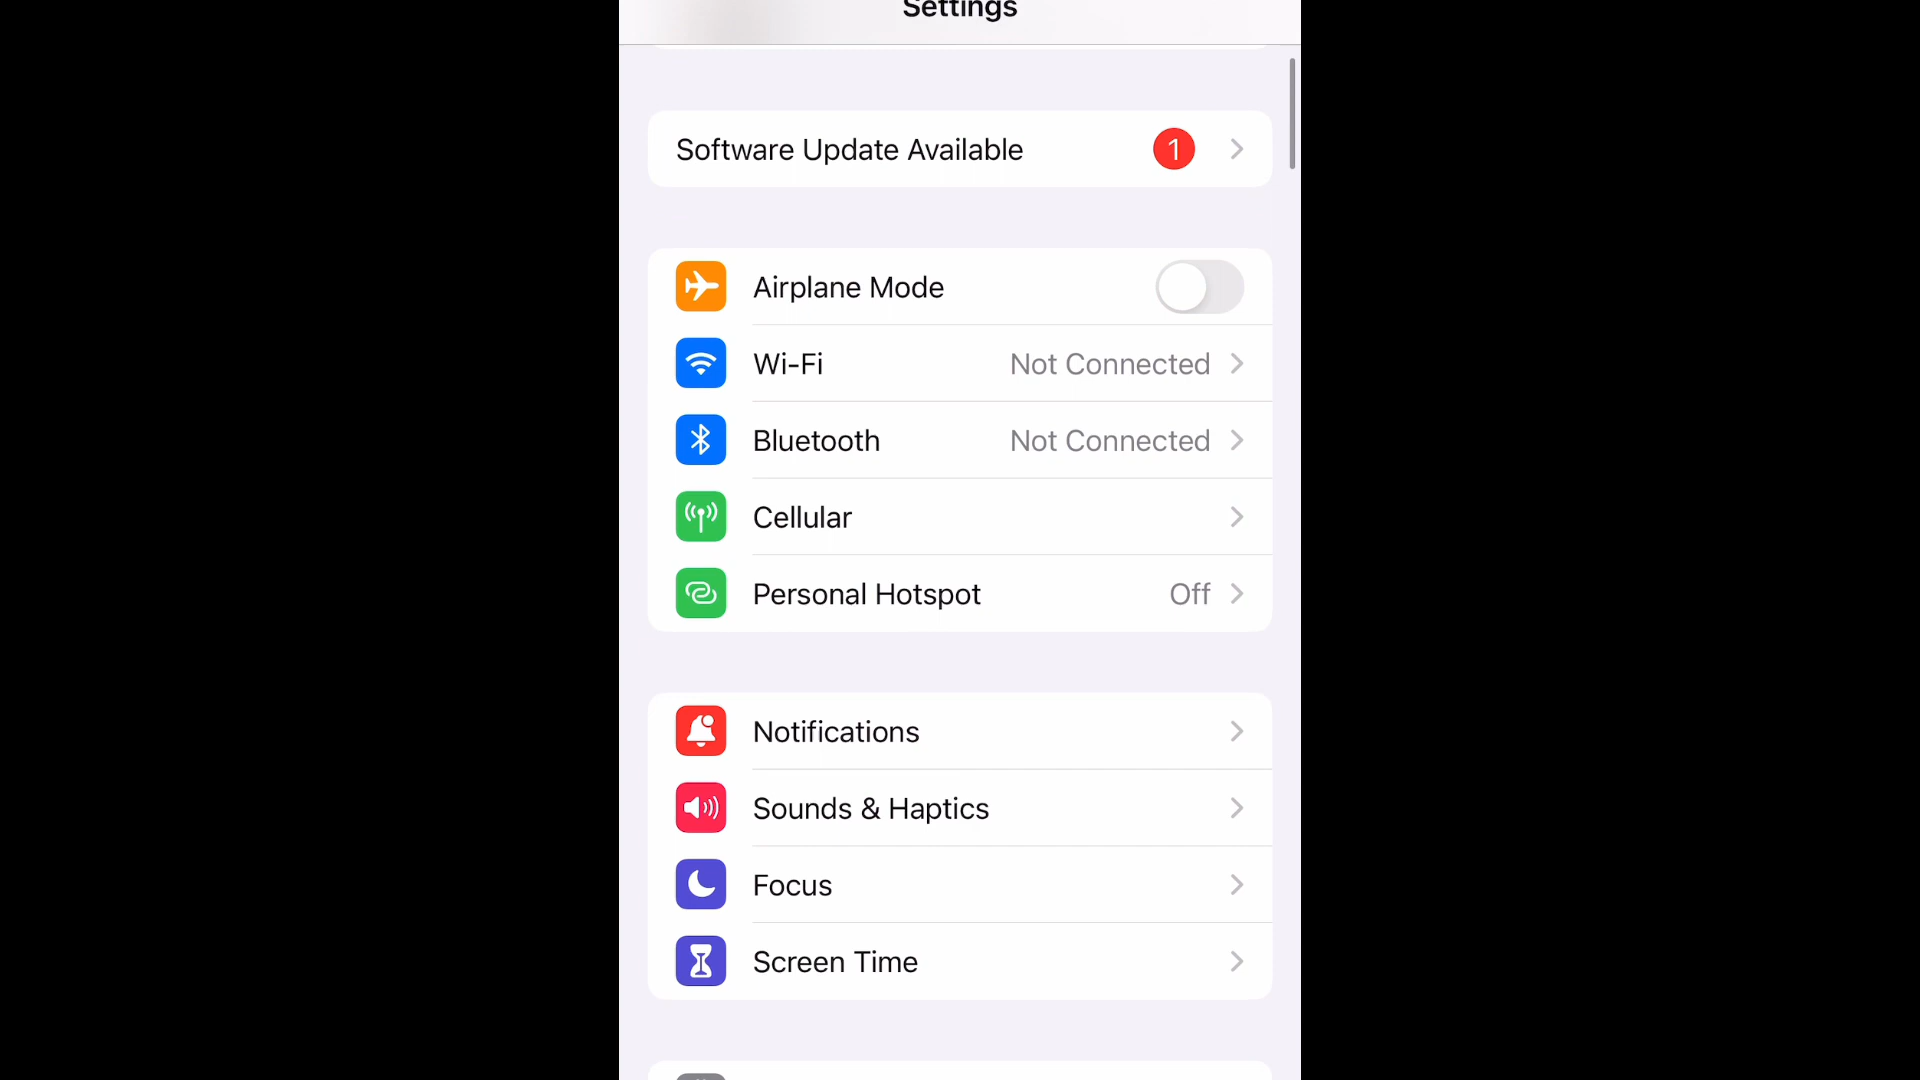 Settings
Software Update Available 1
Airplane Mode
Wi-Fi Not Connected
Bluetooth Not Connected
Cellular
Personal Hotspot Off
Notifications
Sounds & Haptics
Focus
Screen Time